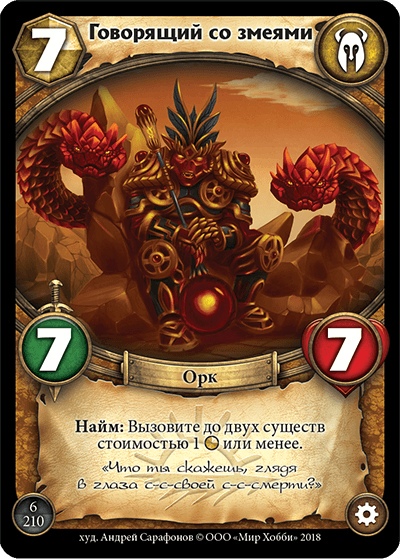 7
Говорящий со змеями
7
7
Орк
Найм: Вызовите до двух существ
стоимостью 1 или менее.
«Что ты скажешь, глядя
в глаза с-с-своей с-с-смерти?»
6
210
худ. Андрей Сарафонов © ООО «Мир Хобби» 2018